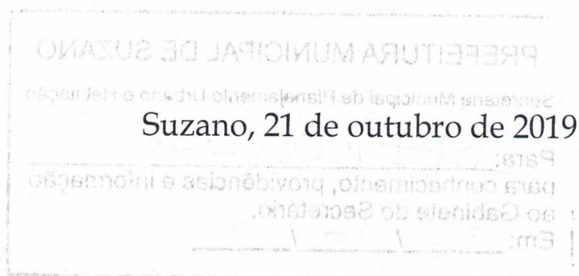 PREFEITURA MUNICIPAL DE SUZANO
Secretaria Municipal de Planejamento Urbano e Habitação
Suzano, 21 de outubro de 2019
Para:
para conhecimento, providências e informação
ao Gabinete do Secretário.
Em: / /